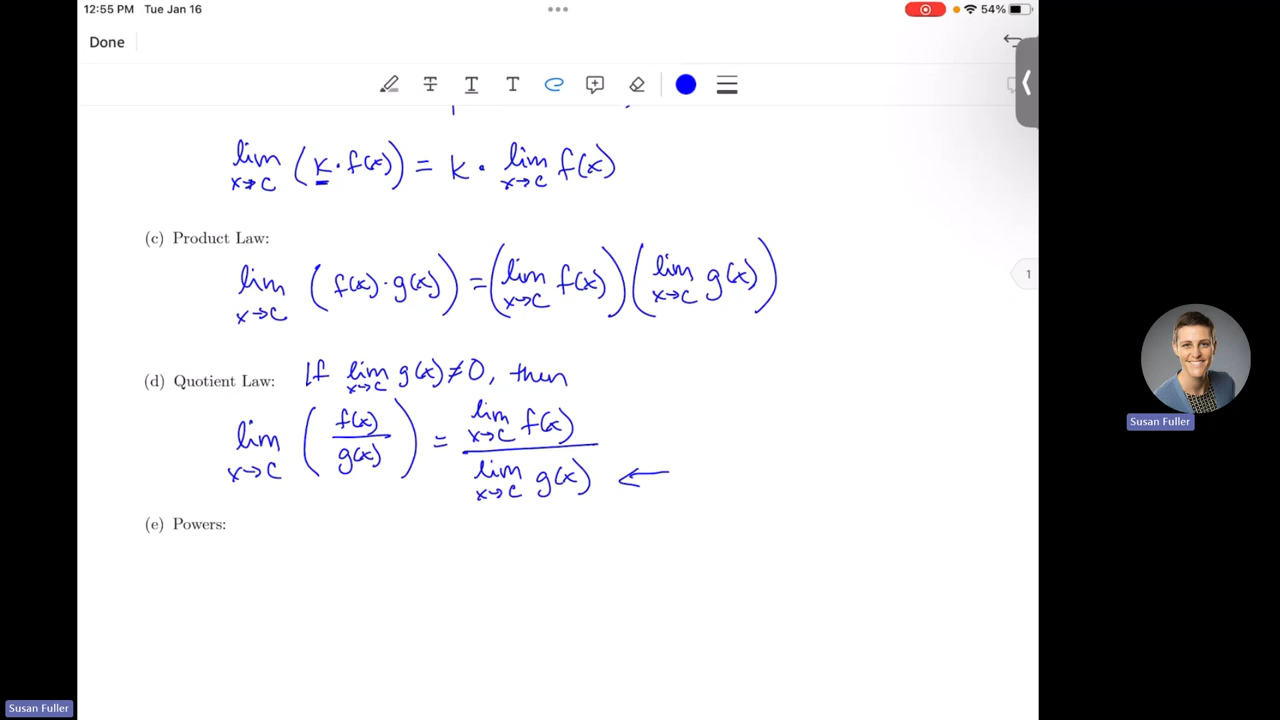 12:55 PM Tue Jan 16
54%
Done
T T T
lim x→c (k · f(x)) = k · lim x→c f(x)
(c) Product Law:
lim x→c (f(x) · g(x)) = (lim x→c f(x)) (lim x→c g(x))
1
(d) Quotient Law: If lim x→c g(x) ≠ 0, then
lim x→c (f(x)/g(x)) = lim x→c f(x) / lim x→c g(x) ←
(e) Powers:
Susan Fuller
Susan Fuller